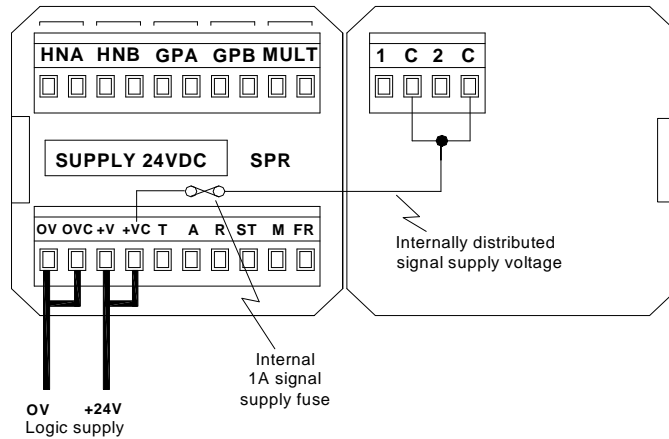 HNA HNB GPA GPB MULT
1 C 2 C
SUPPLY 24VDC
SPR
OV OVC +V +VC T A R ST M FR
Internally distributed
signal supply voltage
Internal
1A signal
supply fuse
OV +24V
Logic supply